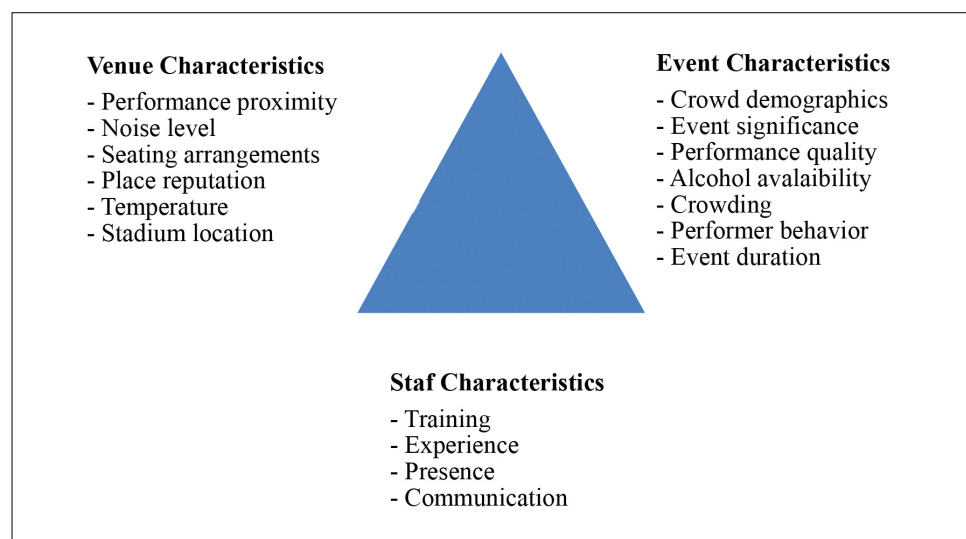 Venue Characteristics
- Performance proximity
- Noise level
- Seating arrangements
- Place reputation
- Temperature
- Stadium location
Event Characteristics
- Crowd demographics
- Event significance
- Performance quality
- Alcohol avalaibility
- Crowding
- Performer behavior
- Event duration
Staf Characteristics
- Training
- Experience
- Presence
- Communication